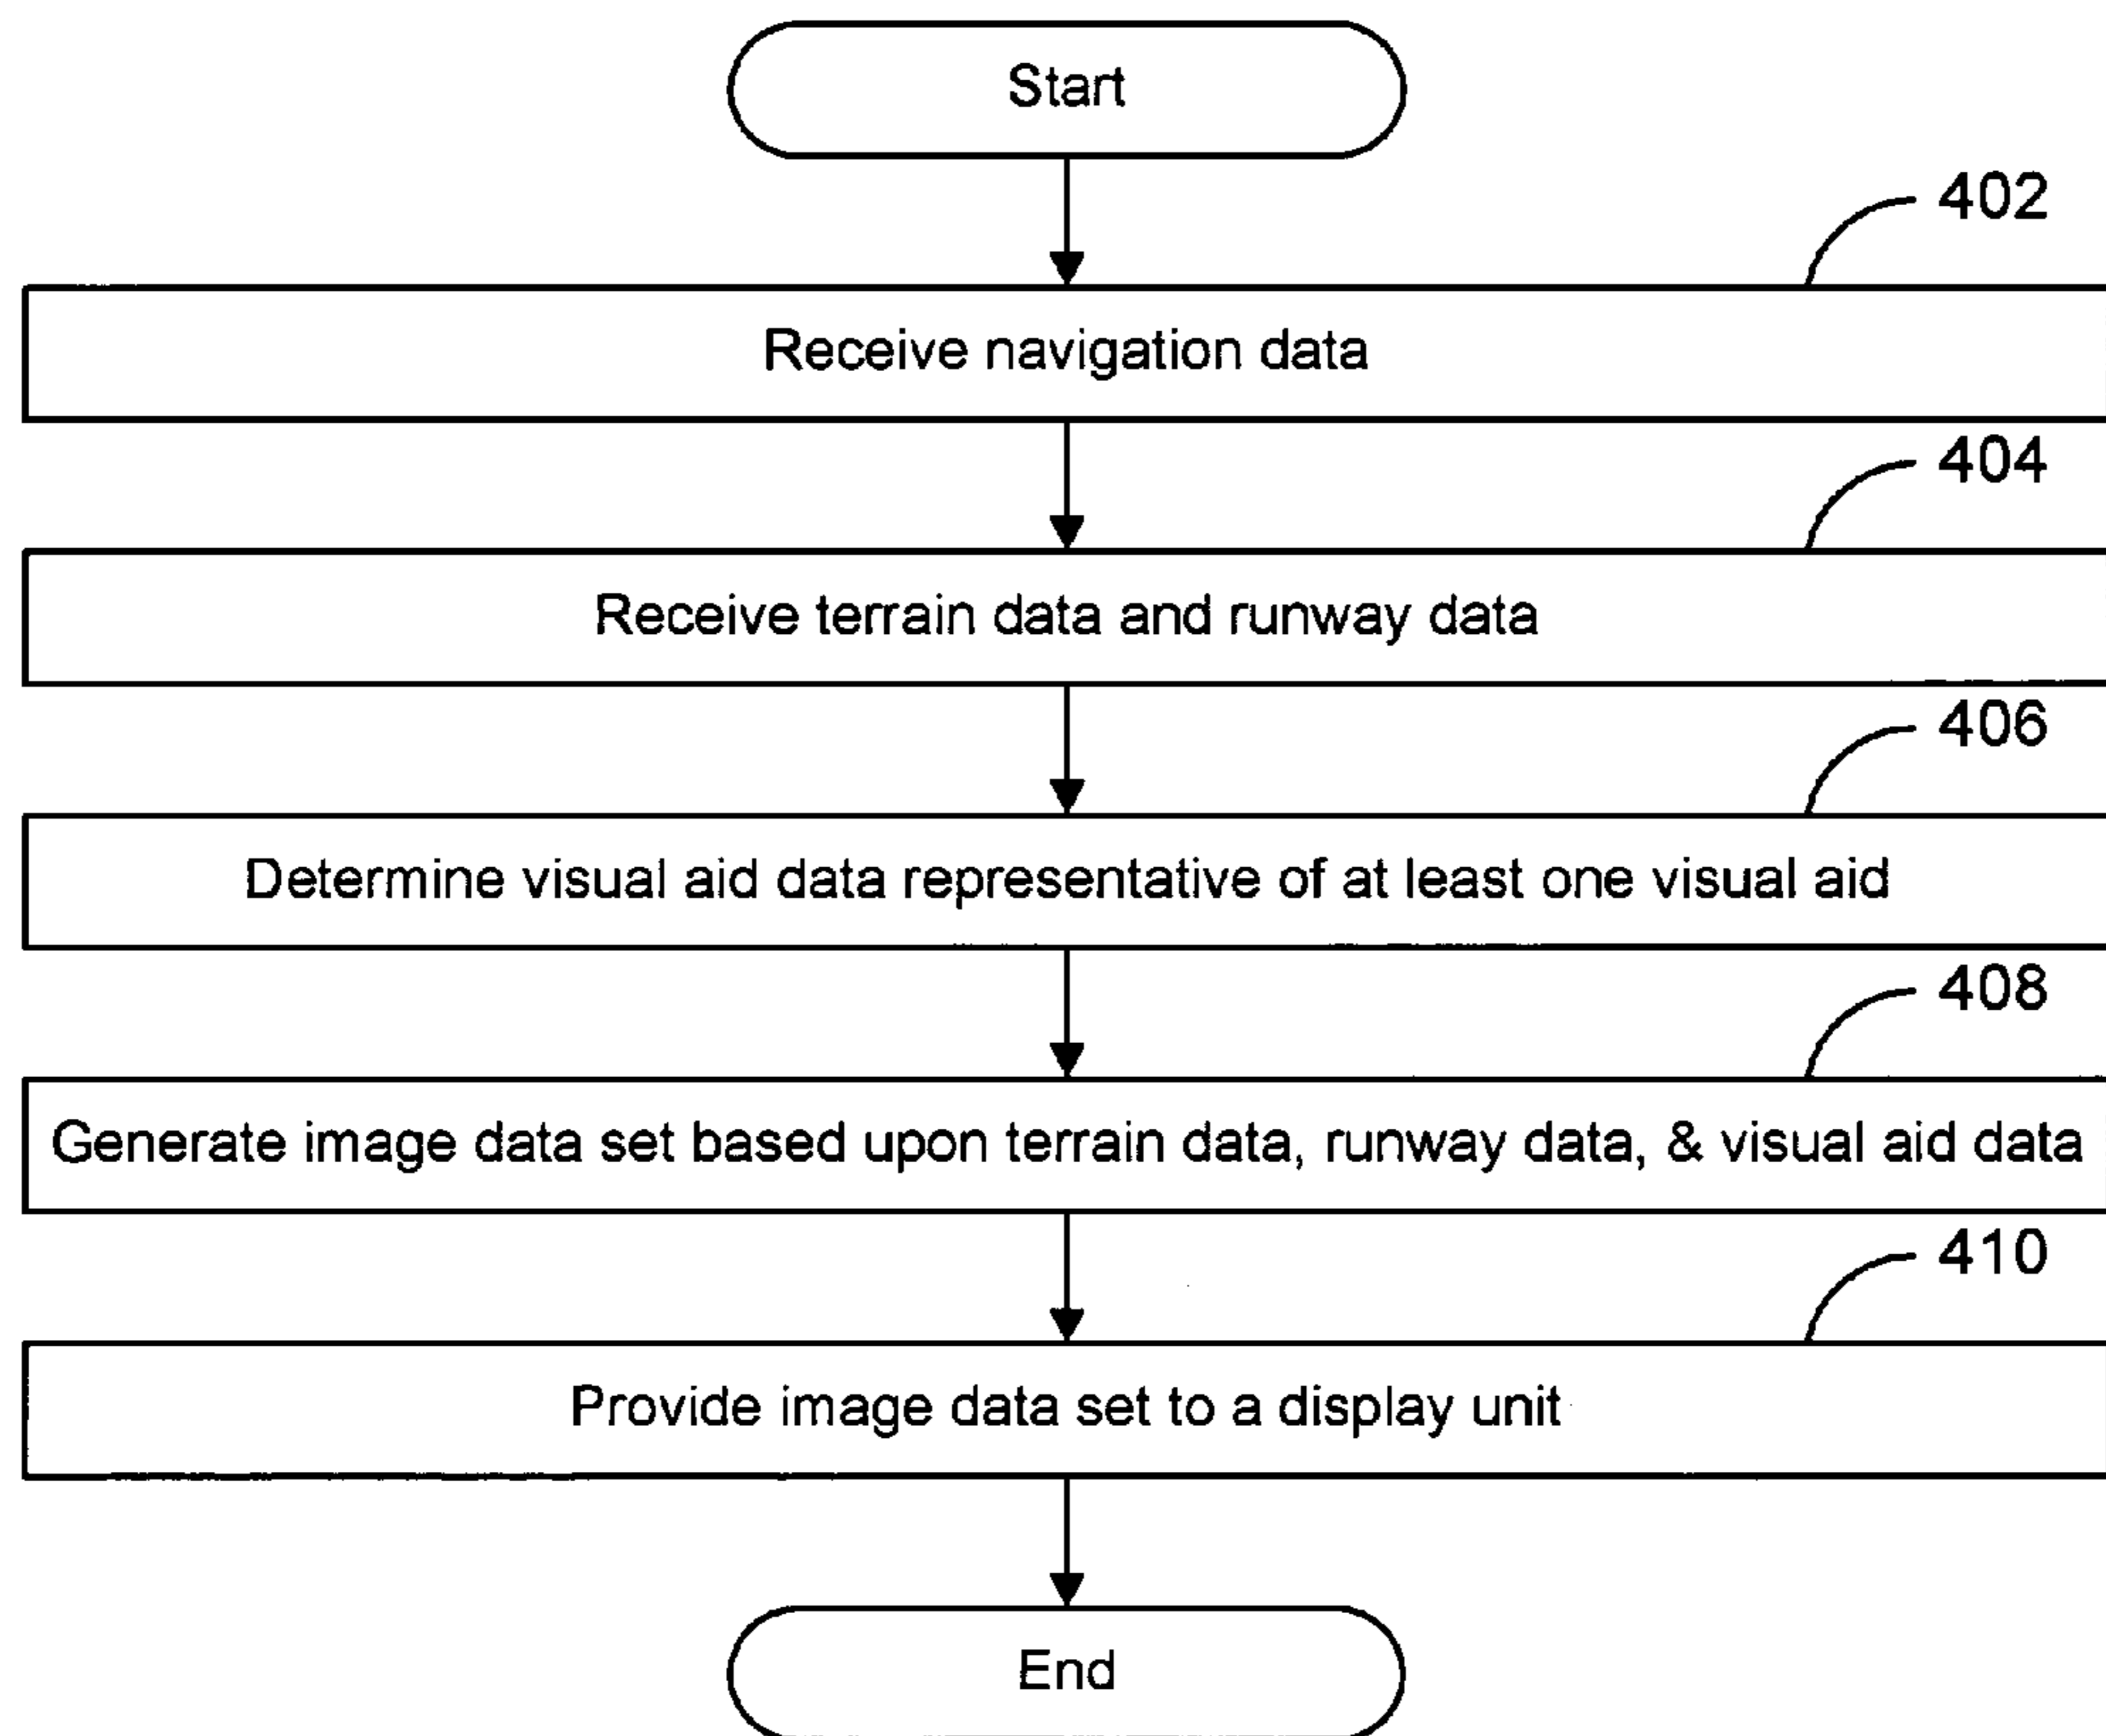 Start
402
Receive navigation data
404
Receive terrain data and runway data
406
Determine visual aid data representative of at least one visual aid
408
Generate image data set based upon terrain data, runway data, & visual aid data
410
Provide image data set to a display unit
End